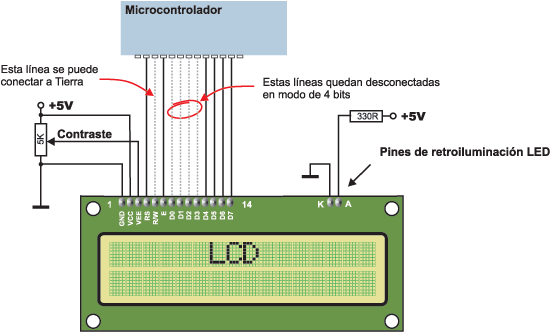 Microcontrolador
Esta línea se puede
conectar a Tierra
Estas líneas quedan desconectadas
en modo de 4 bits
+5V
5K
Contraste
330R
+5V
Pines de retroiluminación LED
1
14
K
A
GND
VCC
VEE
RS
R/W
E
D0
D1
D2
D3
D4
D5
D6
D7
LCD